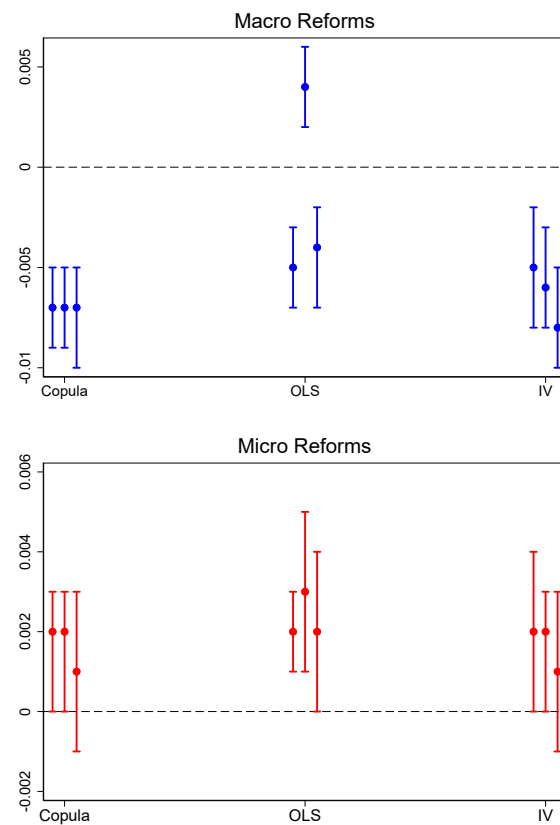 Macro Reforms
0.005
0
-0.005
-0.01
Copula OLS IV
Micro Reforms
0.006
0.004
0.002
0
-0.002
Copula OLS IV